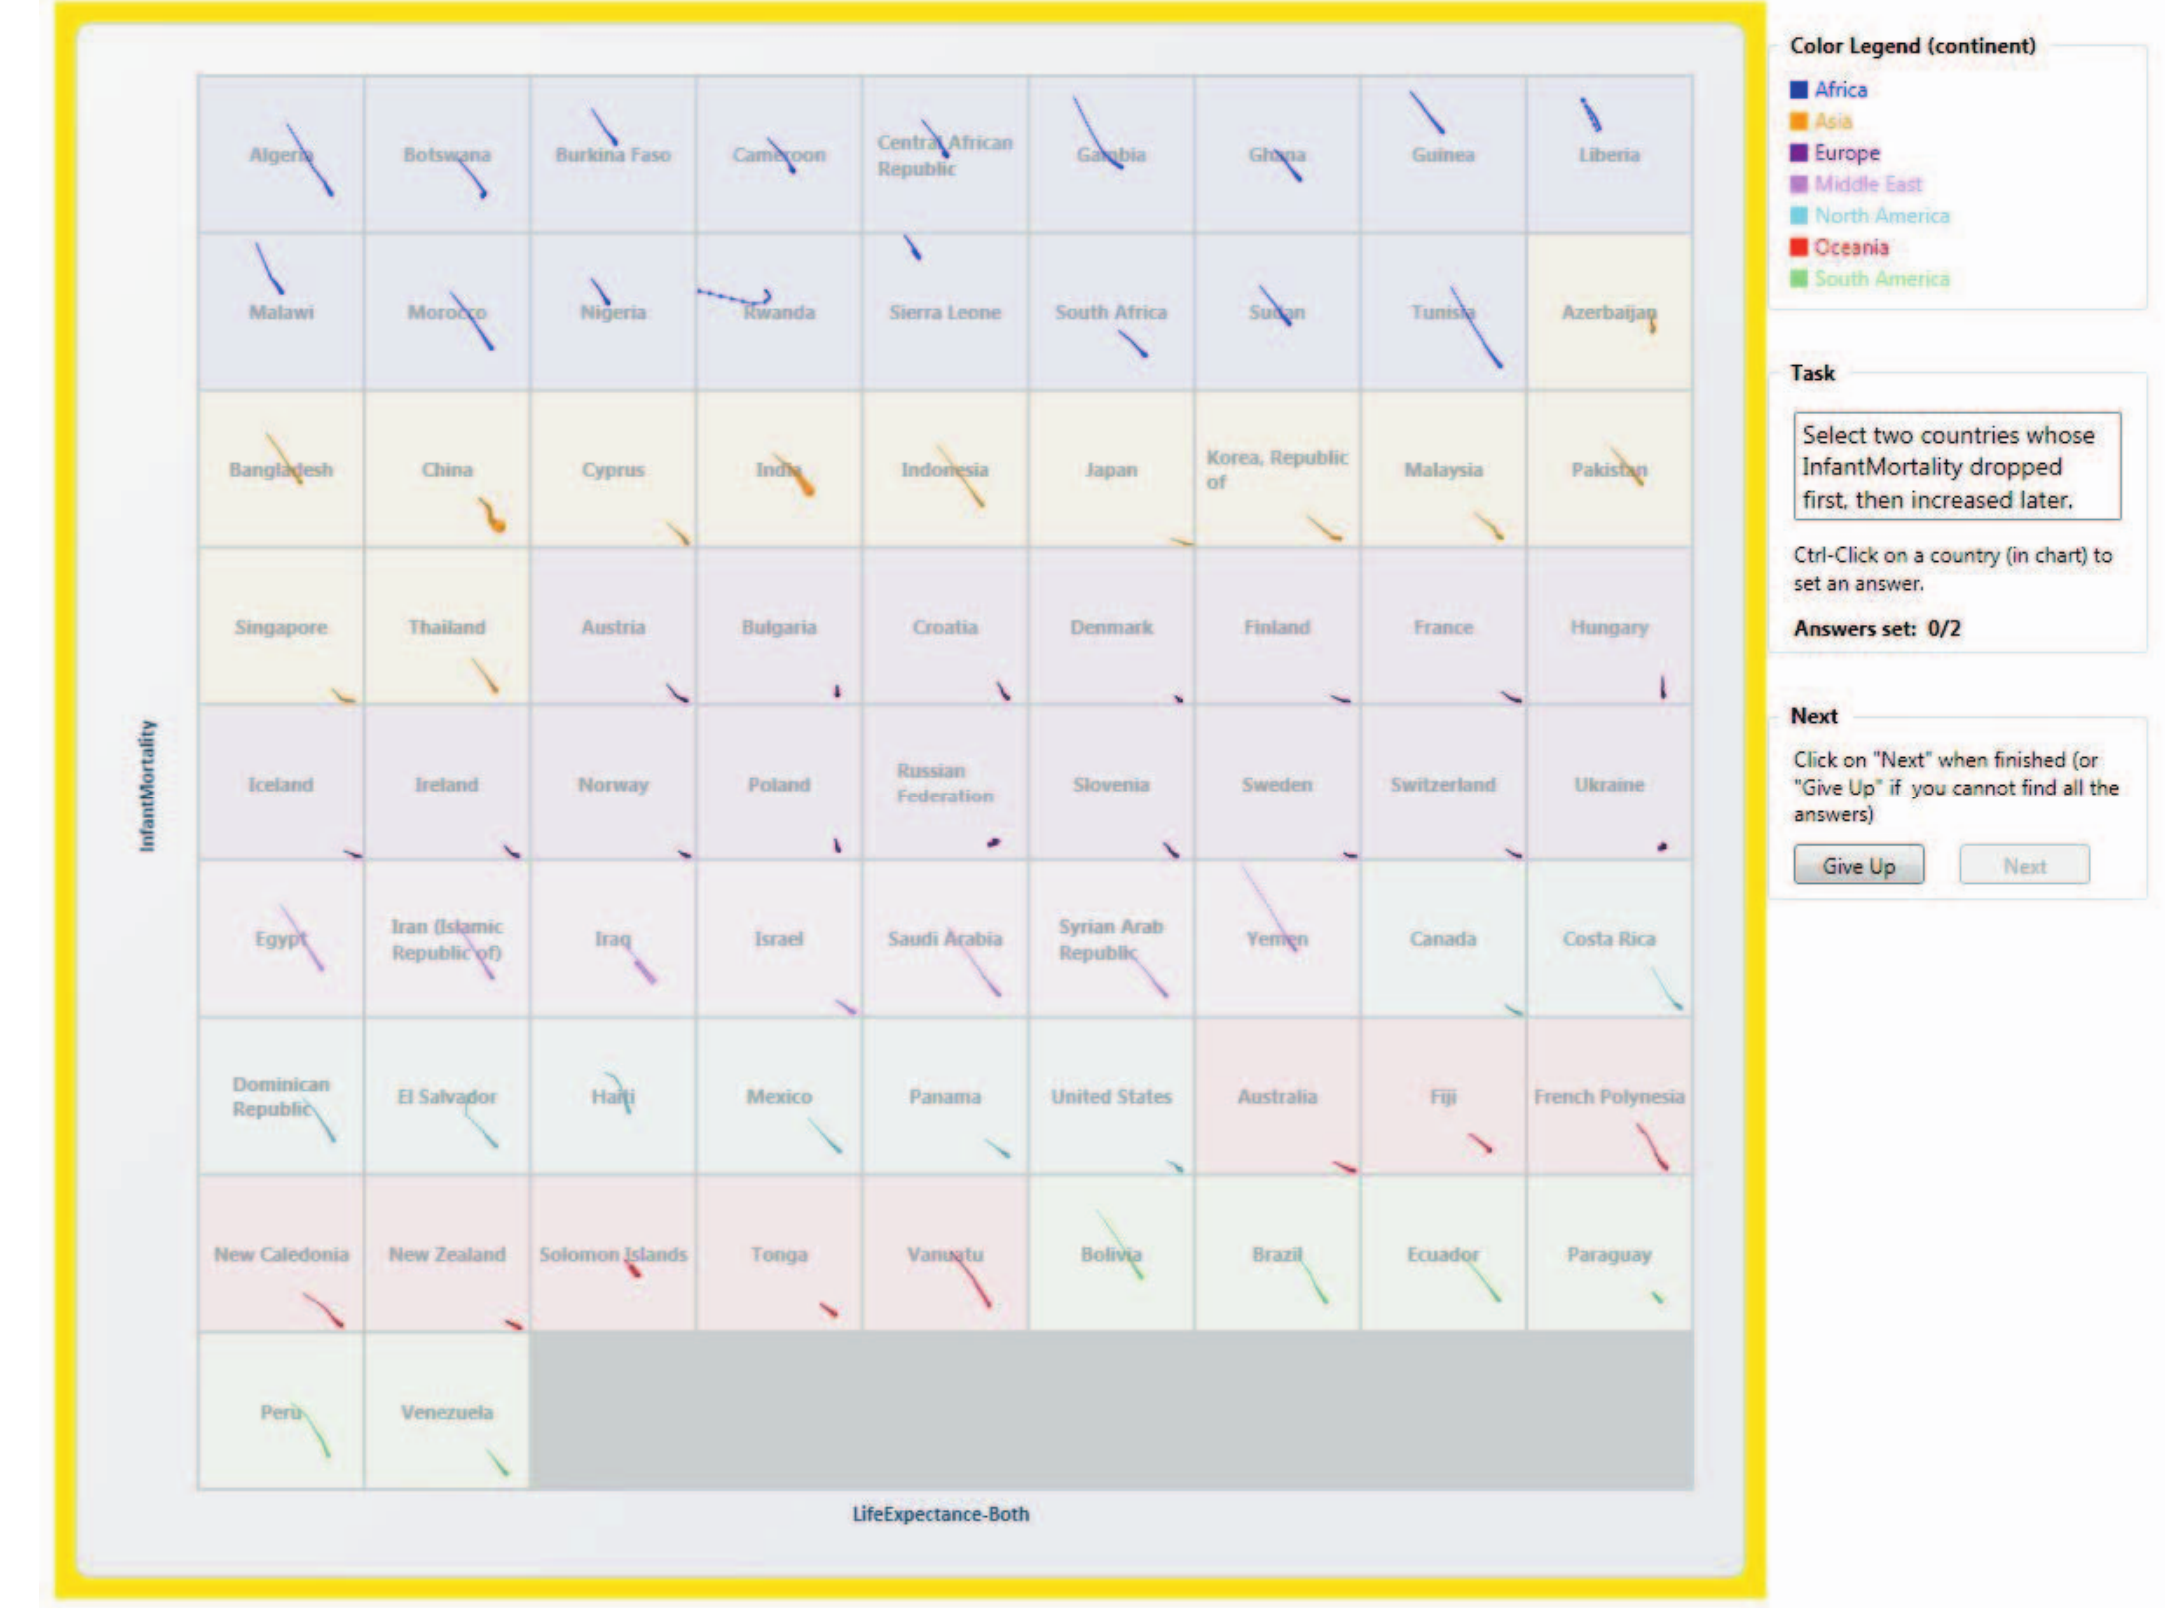 Algeria
Botswana
Burkina Faso
Cameroon
Central African
Republic
Gambia
Ghana
Guinea
Liberia
Malawi
Morocco
Nigeria
Rwanda
Sierra Leone
South Africa
Sudan
Tunisia
Azerbaijan
Bangladesh
China
Cyprus
India
Indonesia
Japan
Korea, Republic
of
Malaysia
Pakistan
Singapore
Thailand
Austria
Bulgaria
Croatia
Denmark
Finland
France
Hungary
Iceland
Ireland
Norway
Poland
Russian
Federation
Slovenia
Sweden
Switzerland
Ukraine
Egypt
Iran (Islamic
Republic of)
Iraq
Israel
Saudi Arabia
Syrian Arab
Republic
Yemen
Canada
Costa Rica
Dominican
Republic
El Salvador
Haiti
Mexico
Panama
United States
Australia
Fiji
French Polynesia
New Caledonia
New Zealand
Solomon Islands
Tonga
Vanuatu
Bolivia
Brazil
Ecuador
Paraguay
Peru
Venezuela
InfantMortality
LifeExpectance-Both
Color Legend (continent)
Africa
Asia
Europe
Middle East
North America
Oceania
South America
Task
Select two countries whose
InfantMortality dropped
first, then increased later.
Ctrl-Click on a country (in chart) to
set an answer.
Answers set: 0/2
Next
Click on "Next" when finished (or
"Give Up" if you cannot find all the
answers)
Give Up
Next